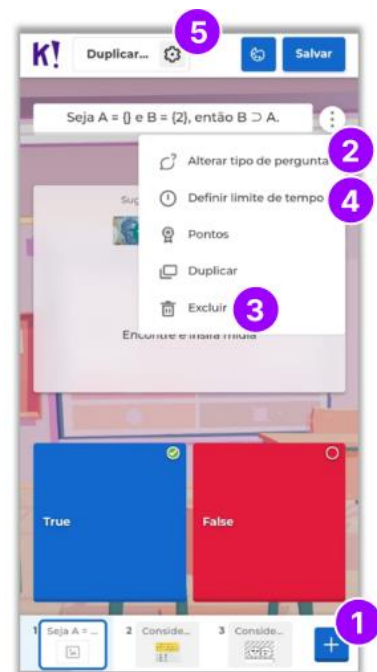 5
K! Duplicar... Salvar
Seja A = {} e B = {2}, então B ⊃ A.
2
Alterar tipo de pergunta
Definir limite de tempo
4
Pontos
Duplicar
Excluir
3
Encontre e insira mídia
True
False
1
1 Seja A = ...
2 Conside...
3 Conside...
+